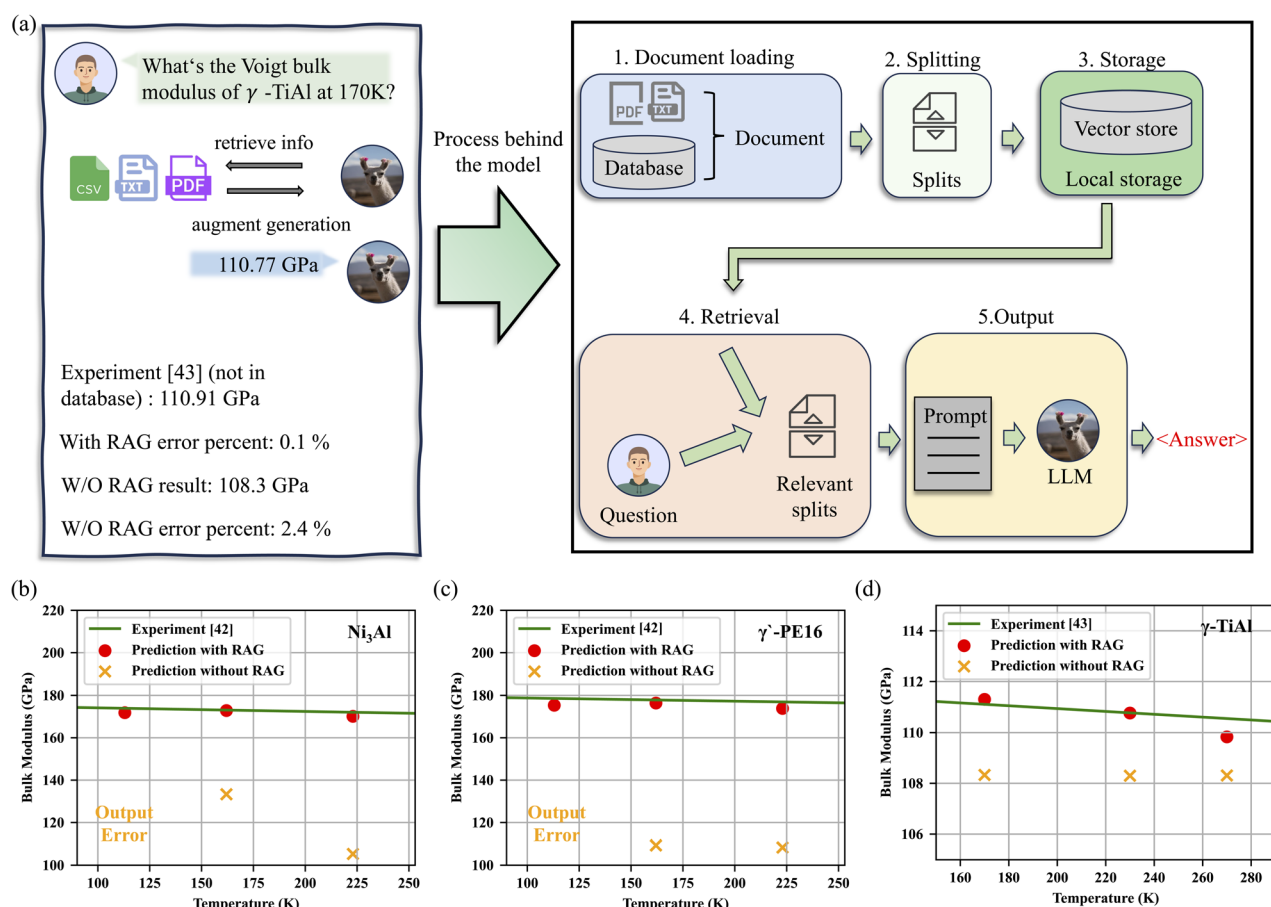 (a)
What‘s the Voigt bulk
modulus of γ -TiAl at 170K?
retrieve info
CSV
TXT
PDF
augment generation
110.77 GPa
Experiment [43] (not in
database) : 110.91 GPa
With RAG error percent: 0.1 %
W/O RAG result: 108.3 GPa
W/O RAG error percent: 2.4 %
Process behind
the model
1. Document loading
PDF
TXT
Database
Document
2. Splitting
Splits
3. Storage
Vector store
Local storage
4. Retrieval
Question
Relevant
splits
5.Output
Prompt
LLM
<Answer>
(b)
Experiment [42]
Prediction with RAG
Prediction without RAG
Ni₃Al
Output
Error
Bulk Modulus (GPa)
220
200
180
160
140
120
100
100
125
150
175
200
225
250
Temperature (K)
(c)
Experiment [42]
Prediction with RAG
Prediction without RAG
γ`-PE16
Output
Error
Bulk Modulus (GPa)
220
200
180
160
140
120
100
100
125
150
175
200
225
250
Temperature (K)
(d)
Experiment [43]
Prediction with RAG
Prediction without RAG
γ-TiAl
Bulk Modulus (GPa)
114
112
110
108
106
104
160
180
200
220
240
260
280
Temperature (K)